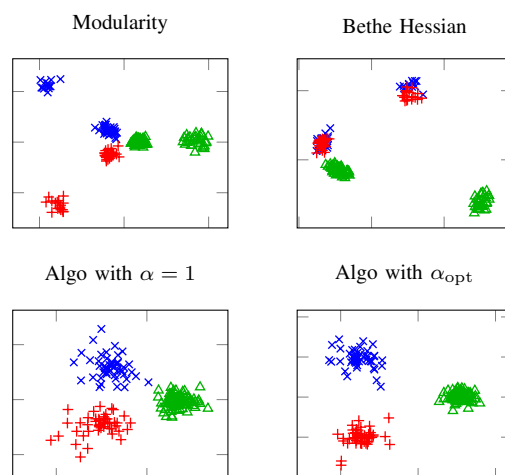 Modularity
Bethe Hessian
Algo with α = 1
Algo with αopt